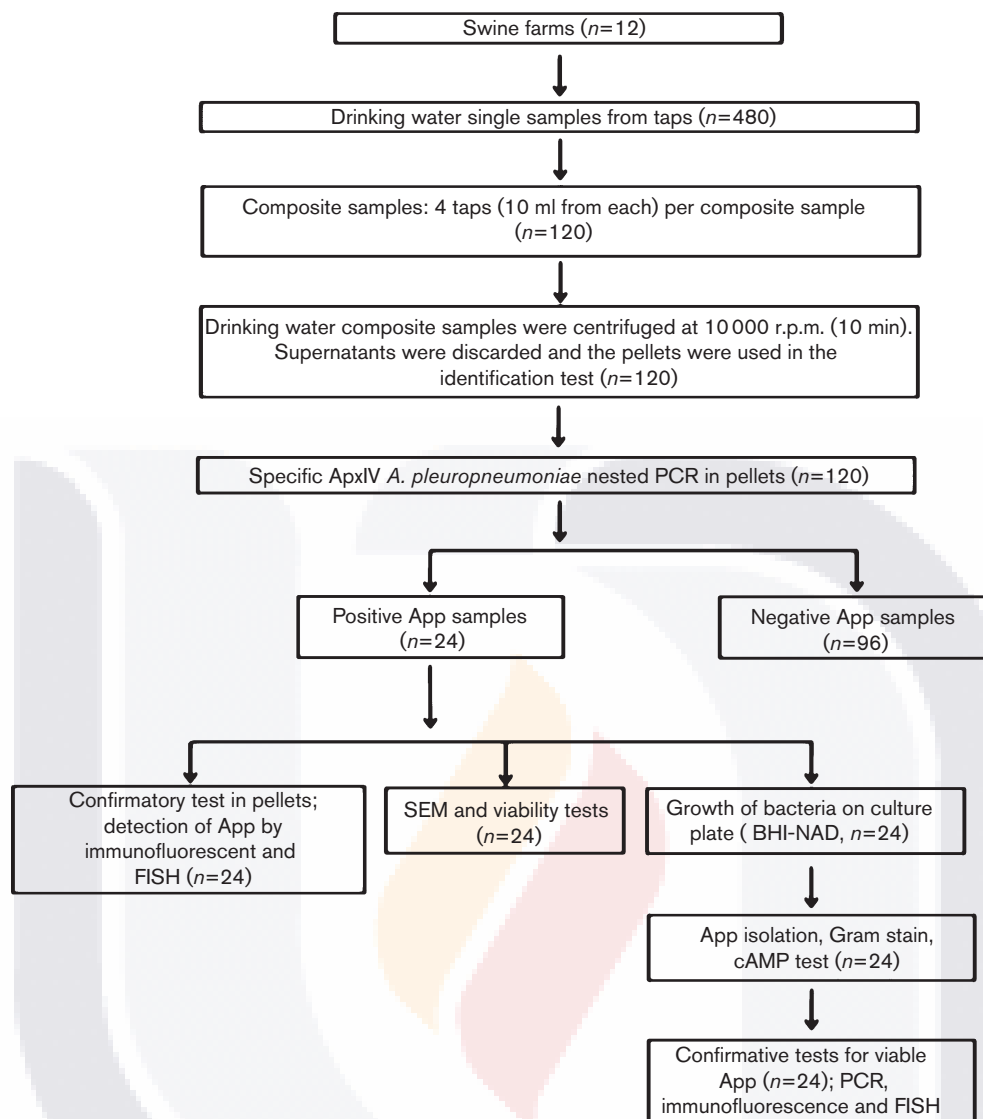 Swine farms (n=12)
Drinking water single samples from taps (n=480)
Composite samples: 4 taps (10 ml from each) per composite sample
(n=120)
Drinking water composite samples were centrifuged at 10 000 r.p.m. (10 min).
Supernatants were discarded and the pellets were used in the
identification test (n=120)
Specific ApxIV A. pleuropneumoniae nested PCR in pellets (n=120)
Positive App samples
(n=24)
Negative App samples
(n=96)
Confirmatory test in pellets;
detection of App by
immunofluorescent and
FISH (n=24)
SEM and viability tests
(n=24)
Growth of bacteria on culture
plate ( BHI-NAD, n=24)
App isolation, Gram stain,
cAMP test (n=24)
Confirmative tests for viable
App (n=24); PCR,
immunofluorescence and FISH